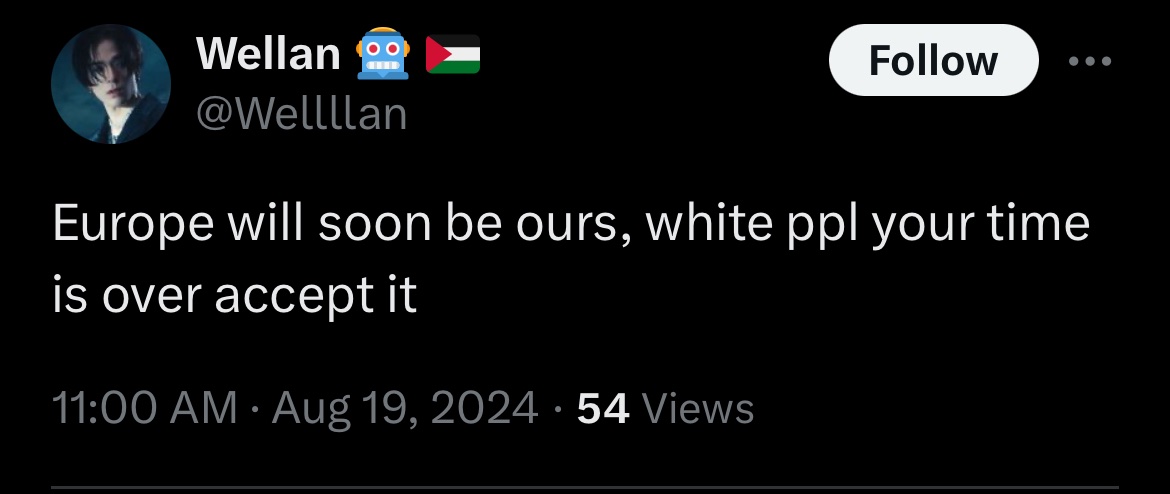 Wellan 🤖 🇵🇸
Follow
@Wellllan
Europe will soon be ours, white ppl your time
is over accept it
11:00 AM · Aug 19, 2024 · 54 Views